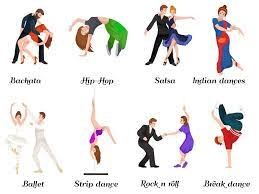 Bachata
Hip-Hop
Salsa
Indian dances
Ballet
Strip dance
Rock n roll
Break dance